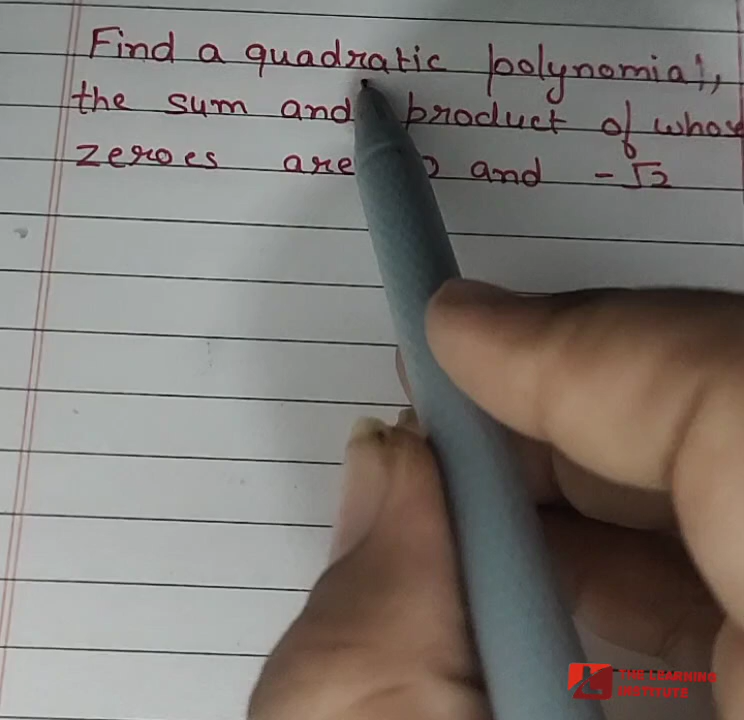 Find a quadratic polynomial,
the sum and product of whose
zeroes are and -√2
THE LEARNING
INSTITUTE